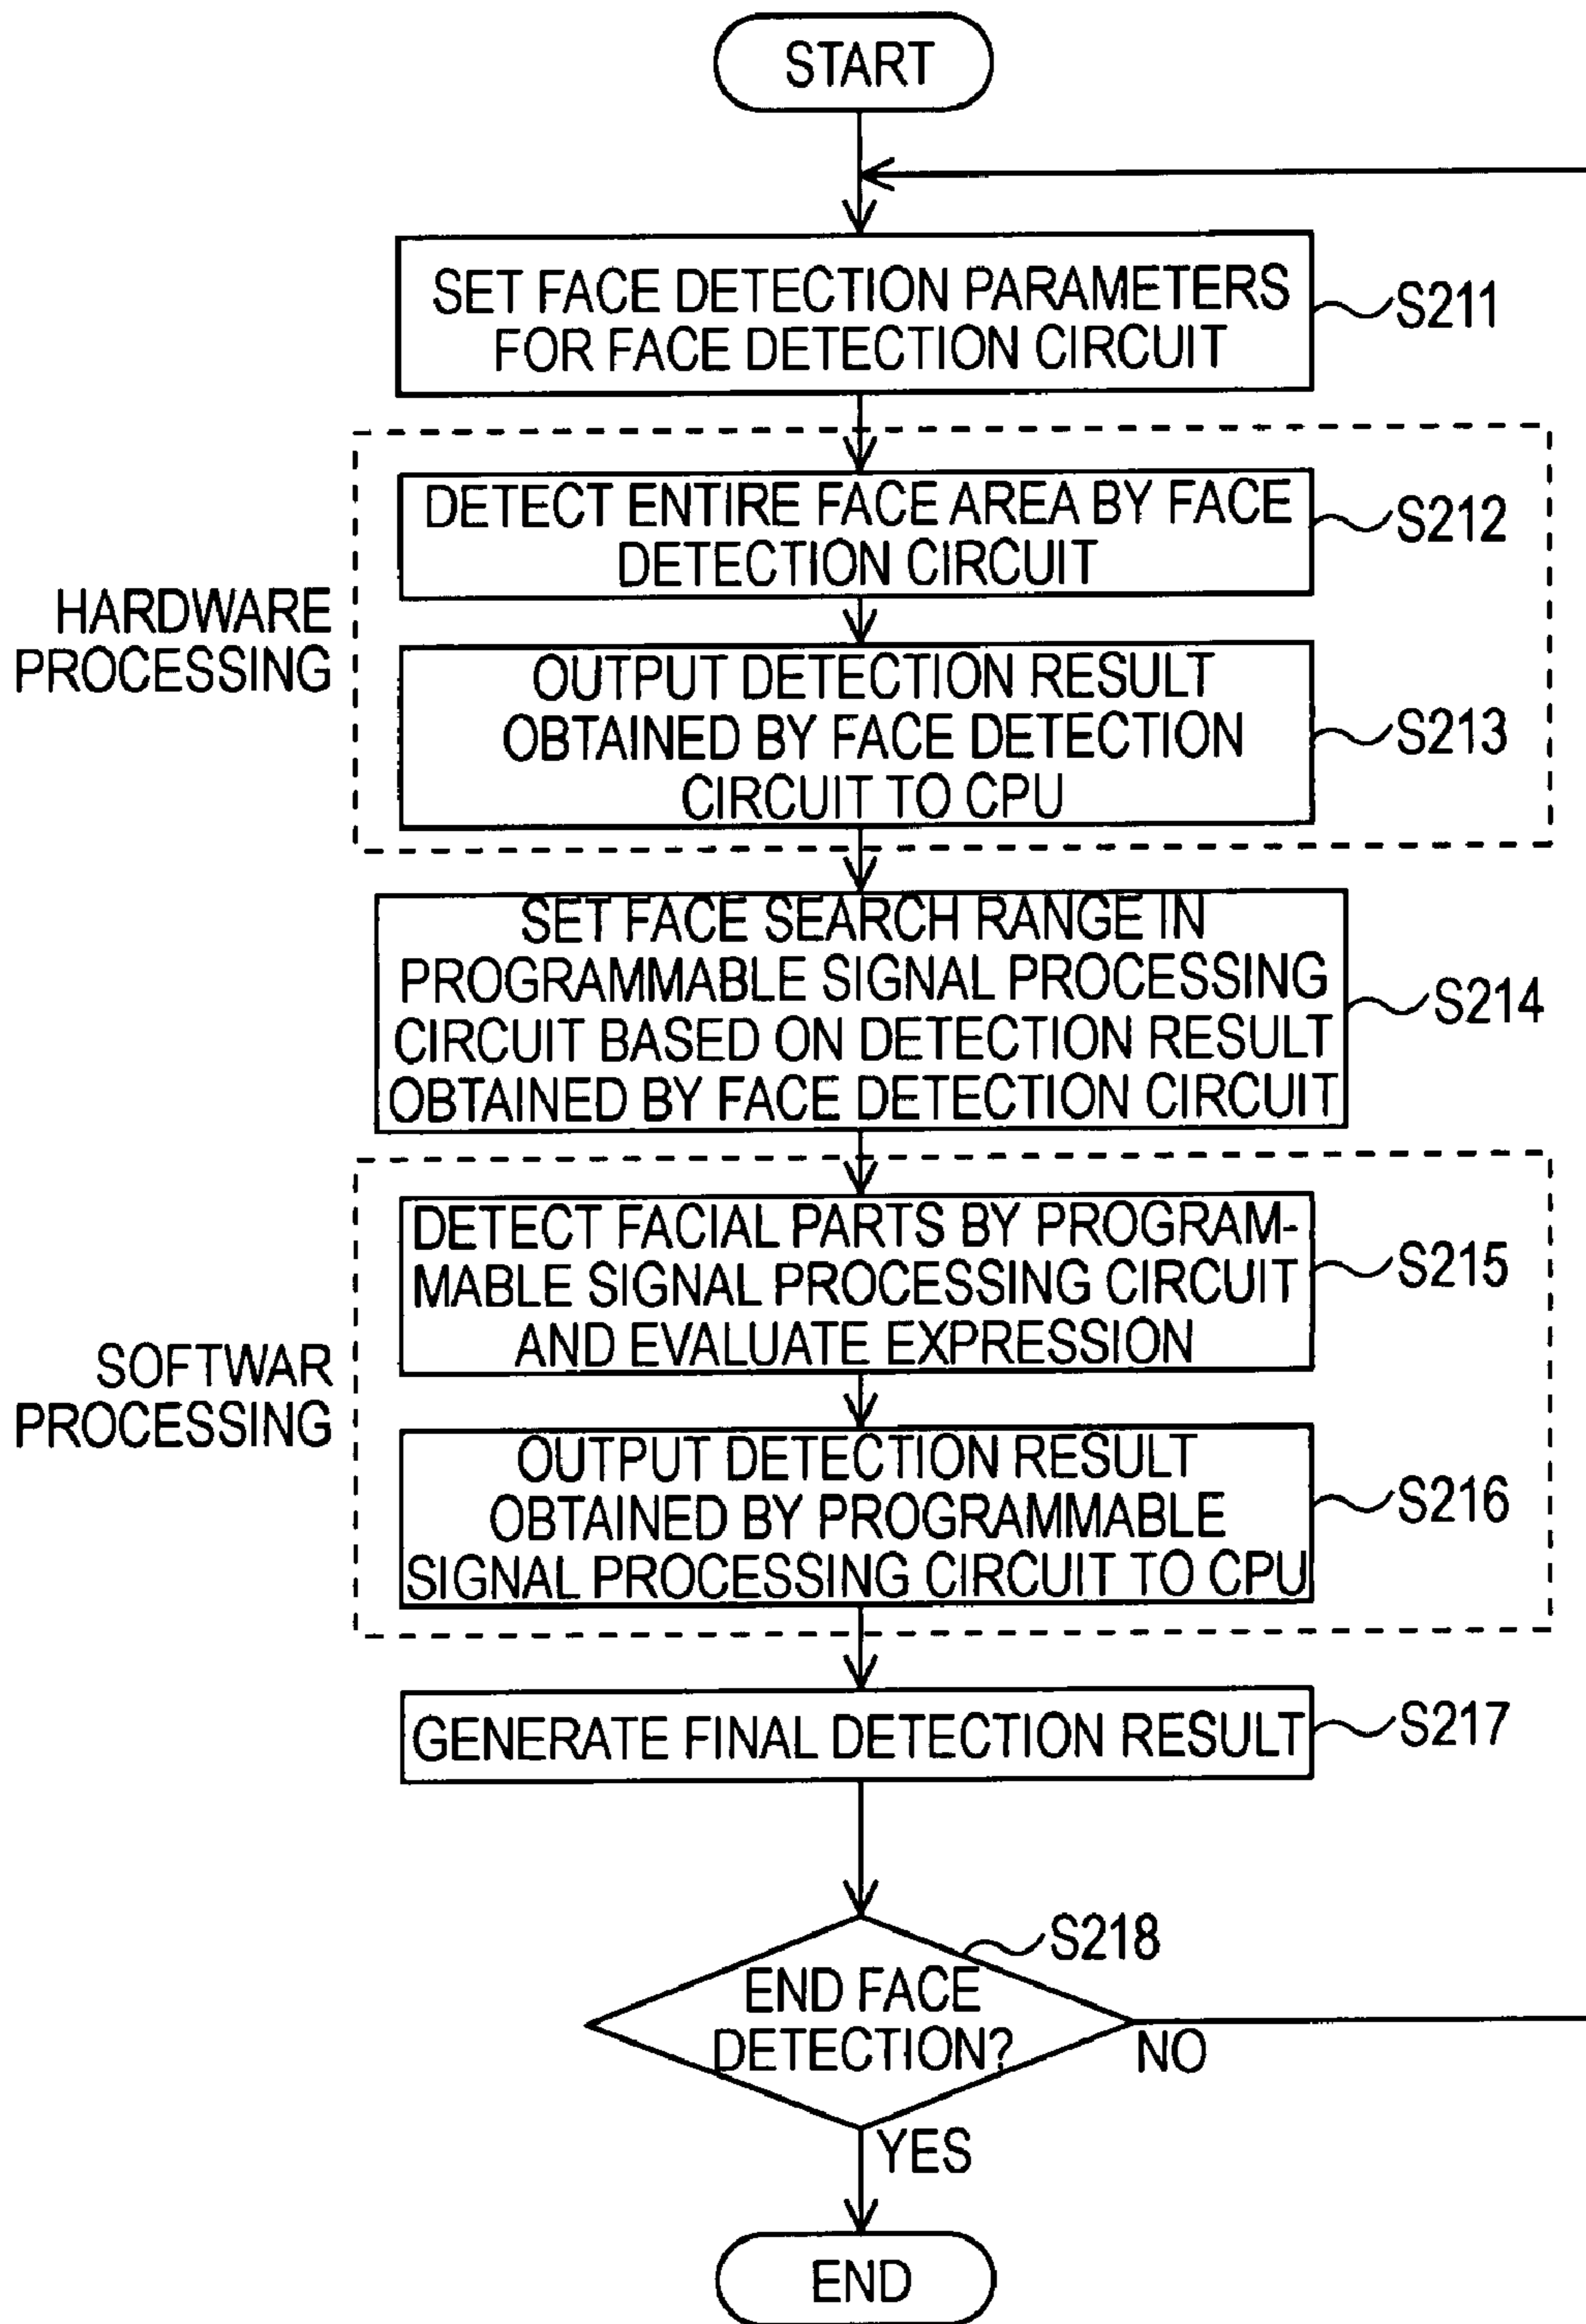 START
SET FACE DETECTION PARAMETERS
FOR FACE DETECTION CIRCUIT
S211
HARDWARE
PROCESSING
DETECT ENTIRE FACE AREA BY FACE
DETECTION CIRCUIT
S212
OUTPUT DETECTION RESULT
OBTAINED BY FACE DETECTION
CIRCUIT TO CPU
S213
SET FACE SEARCH RANGE IN
PROGRAMMABLE SIGNAL PROCESSING
CIRCUIT BASED ON DETECTION RESULT
OBTAINED BY FACE DETECTION CIRCUIT
S214
SOFTWAR
PROCESSING
DETECT FACIAL PARTS BY PROGRAM-
MABLE SIGNAL PROCESSING CIRCUIT
AND EVALUATE EXPRESSION
S215
OUTPUT DETECTION RESULT
OBTAINED BY PROGRAMMABLE
SIGNAL PROCESSING CIRCUIT TO CPU
S216
GENERATE FINAL DETECTION RESULT
S217
S218
END FACE
DETECTION?
NO
YES
END